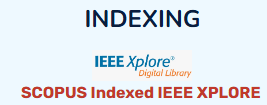 INDEXING
IEEE Xplore®
Digital Library
SCOPUS Indexed IEEE XPLORE